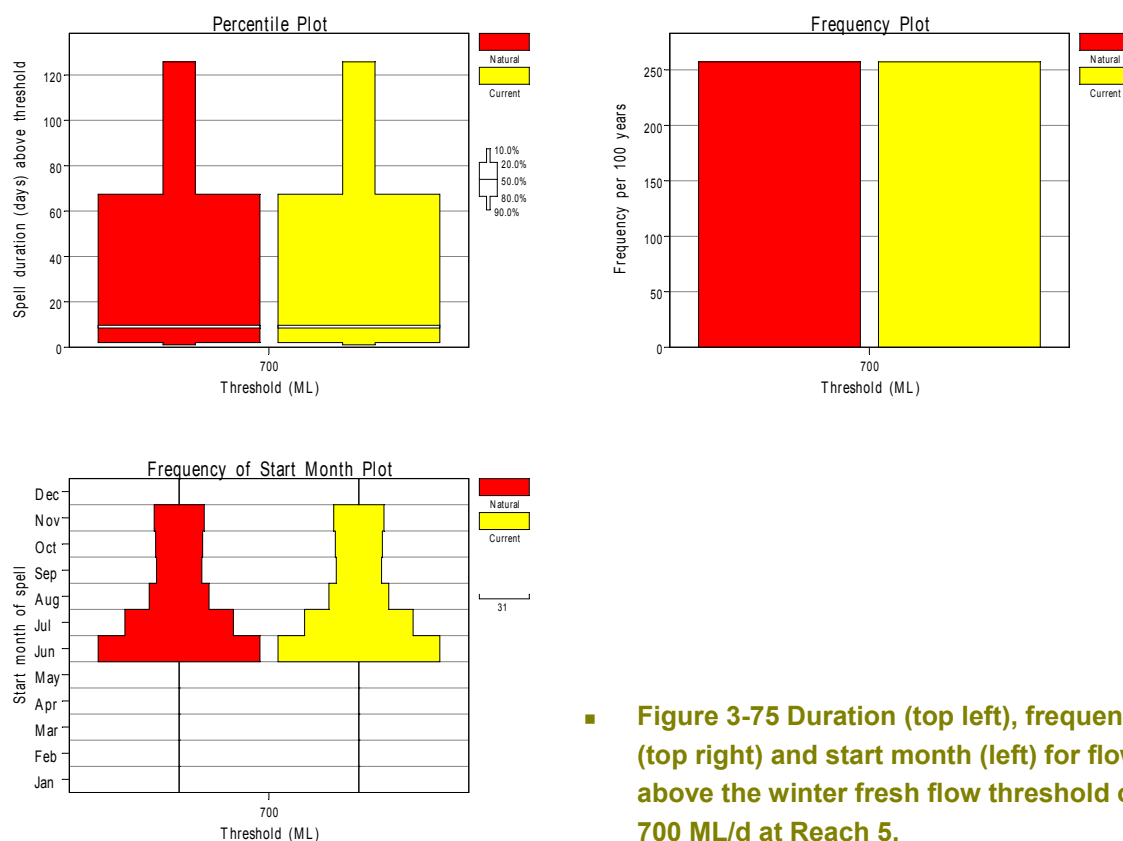 Percentile Plot
Spell duration (days) above threshold
120
100
80
60
40
20
0
700
Threshold (ML)
Natural
Current
10.0%
20.0%
50.0%
80.0%
90.0%
Frequency Plot
Frequency per 100 years
250
200
150
100
50
0
700
Threshold (ML)
Natural
Current
Frequency of Start Month Plot
Start month of spell
Dec
Nov
Oct
Sep
Aug
Jul
Jun
May
Apr
Mar
Feb
Jan
700
Threshold (ML)
Natural
Current
31
▪ Figure 3-75 Duration (top left), frequen
(top right) and start month (left) for flow
above the winter fresh flow threshold o
700 ML/d at Reach 5.